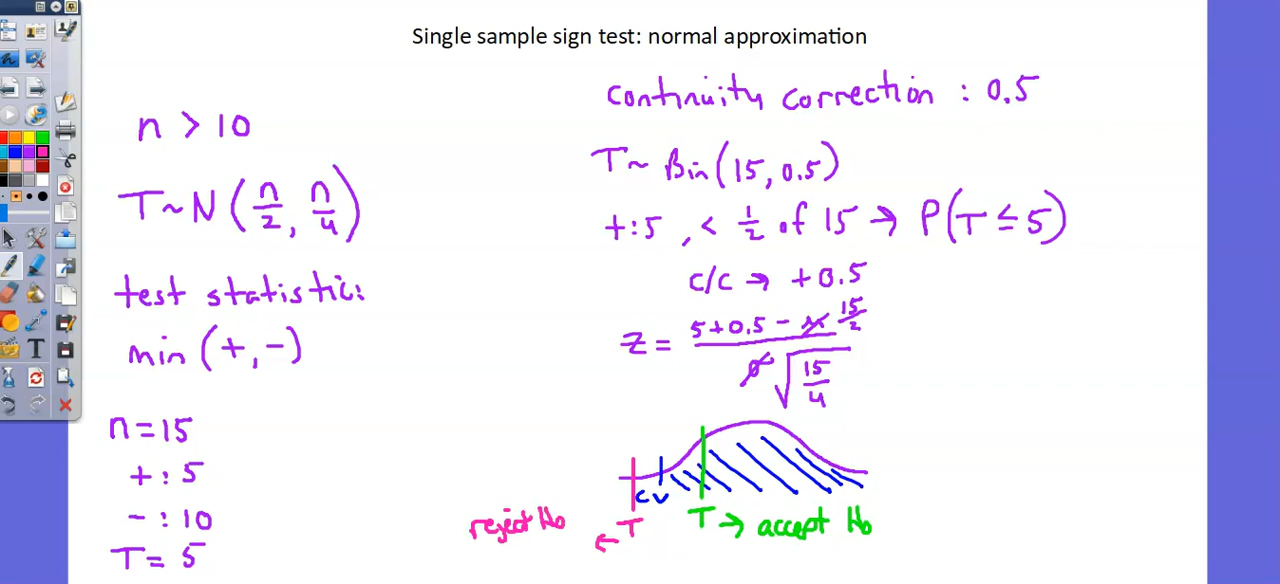 Single sample sign test: normal approximation
n > 10
T ~ N (n/2, n/4)
test statistic:
min (+, -)
n = 15
+ : 5
- : 10
T = 5
continuity correction : 0.5
T ~ Bin (15, 0.5)
+ : 5 , < 1/2 of 15 → P(T ≤ 5)
c/c → + 0.5
z = (5 + 0.5 - μ 15/2) / (σ √(15/4))
CV
reject Ho
← T
T → accept Ho